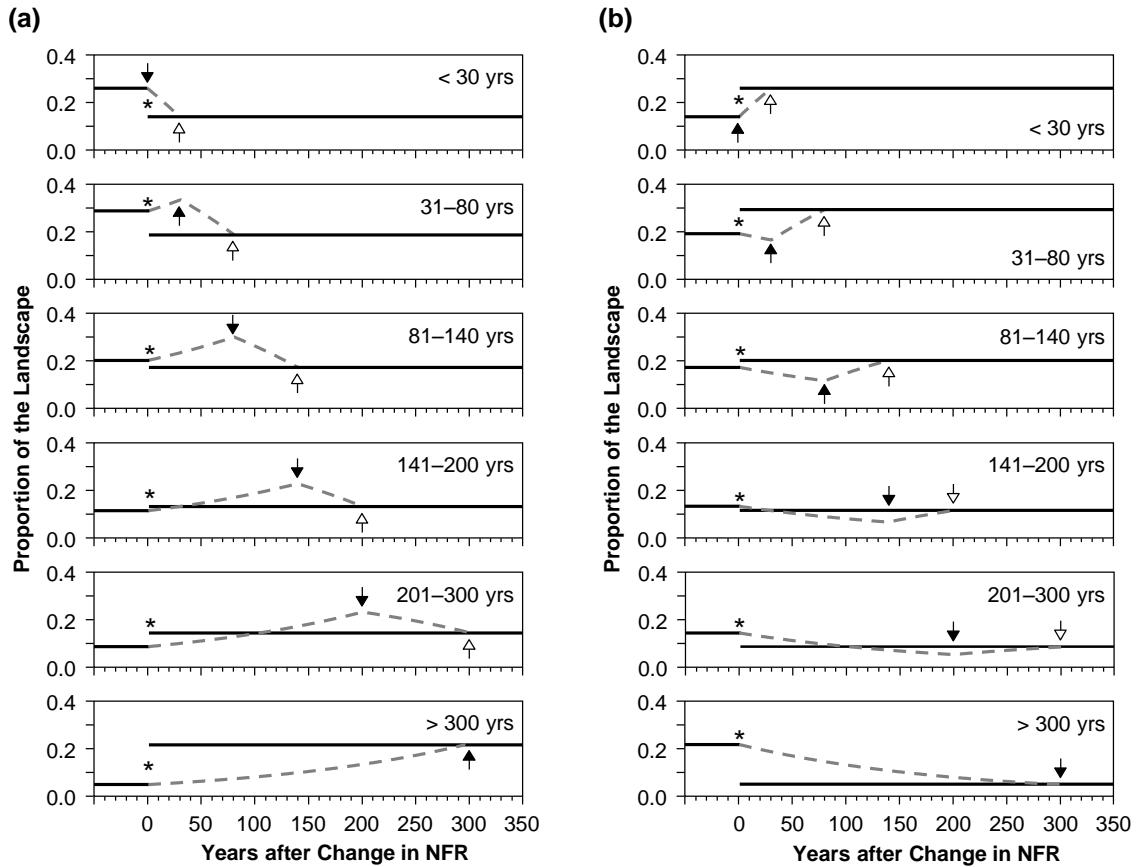 (a)
Proportion of the Landscape
0.4
0.2
0.0
< 30 yrs
*
0.4
0.2
0.0
31–80 yrs
*
0.4
0.2
0.0
81–140 yrs
*
0.4
0.2
0.0
141–200 yrs
*
0.4
0.2
0.0
201–300 yrs
*
0.4
0.2
0.0
> 300 yrs
*
0 50 100 150 200 250 300 350
Years after Change in NFR
(b)
Proportion of the Landscape
0.4
0.2
0.0
*
< 30 yrs
0.4
0.2
0.0
*
31–80 yrs
0.4
0.2
0.0
81–140 yrs
*
0.4
0.2
0.0
141–200 yrs
*
0.4
0.2
0.0
201–300 yrs
*
0.4
0.2
0.0
> 300 yrs
*
0 50 100 150 200 250 300 350
Years after Change in NFR